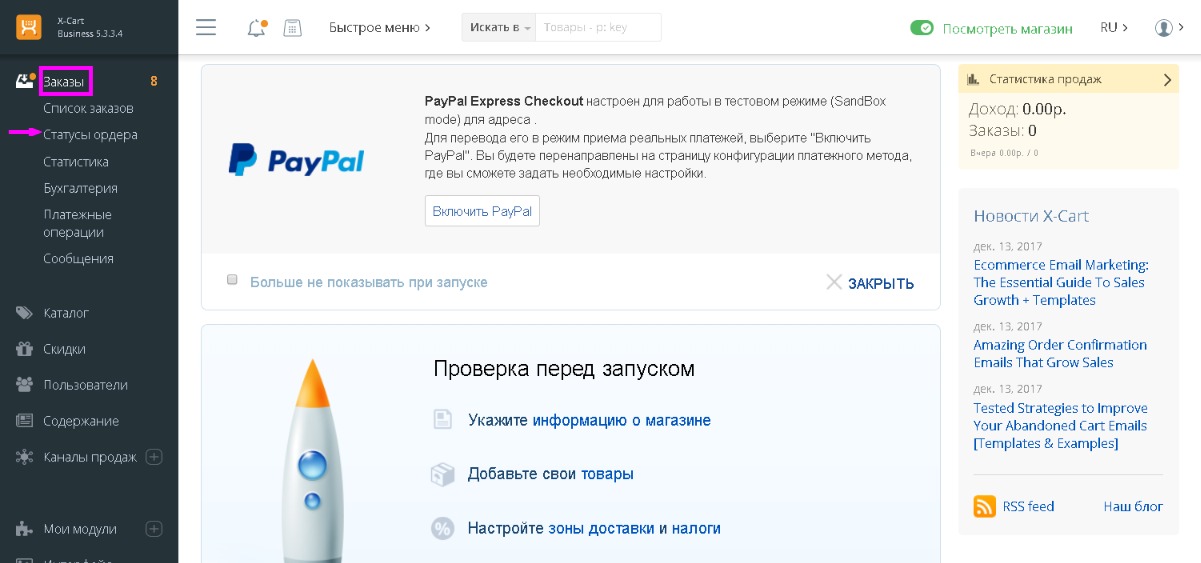 X-Cart
Business 5.3.3.4
Быстрое меню
Искать в
Товары - p: key
Посмотреть магазин
RU
Заказы
8
Список заказов
Статусы ордера
Статистика
Бухгалтерия
Платежные
операции
Сообщения
Каталог
Скидки
Пользователи
Содержание
Каналы продаж
Мои модули
PayPal
PayPal Express Checkout настроен для работы в тестовом режиме (SandBox
mode) для адреса .
Для перевода его в режим приема реальных платежей, выберите "Включить
PayPal". Вы будете перенаправлены на страницу конфигурации платежного метода,
где вы сможете задать необходимые настройки.
Включить PayPal
Больше не показывать при запуске
ЗАКРЫТЬ
Проверка перед запуском
Укажите информацию о магазине
Добавьте свои товары
Настройте зоны доставки и налоги
Статистика продаж
Доход: 0.00р.
Заказы: 0
Вчера 0.00р. / 0
Новости X-Cart
дек. 13, 2017
Ecommerce Email Marketing:
The Essential Guide To Sales
Growth + Templates
дек. 13, 2017
Amazing Order Confirmation
Emails That Grow Sales
дек. 13, 2017
Tested Strategies to Improve
Your Abandoned Cart Emails
[Templates & Examples]
RSS feed
Наш блог